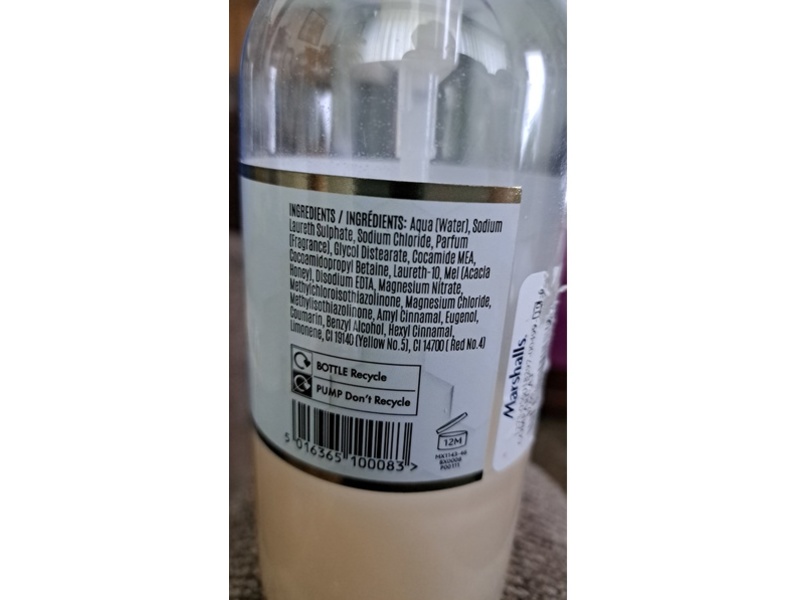 INGREDIENTS / INGRÉDIENTS: Aqua (Water), Sodium
Laureth Sulphate, Sodium Chloride, Parfum
(Fragrance), Glycol Distearate, Cocamide MEA,
Cocoamidopropyl Betaine, Laureth-10, Mel (Acacia
Honey), Disodium EDTA, Magnesium Nitrate,
Methylchloroisothiazolinone, Magnesium Chloride,
Methylisothiazolinone, Amyl Cinnamal, Eugenol,
Coumarin, Benzyl Alcohol, Hexyl Cinnamal,
Limonene, CI 19140 (Yellow No.5), CI 14700 ( Red No.4)
BOTTLE Recycle
PUMP Don't Recycle
5 016365 100083 >
12M
Marshalls